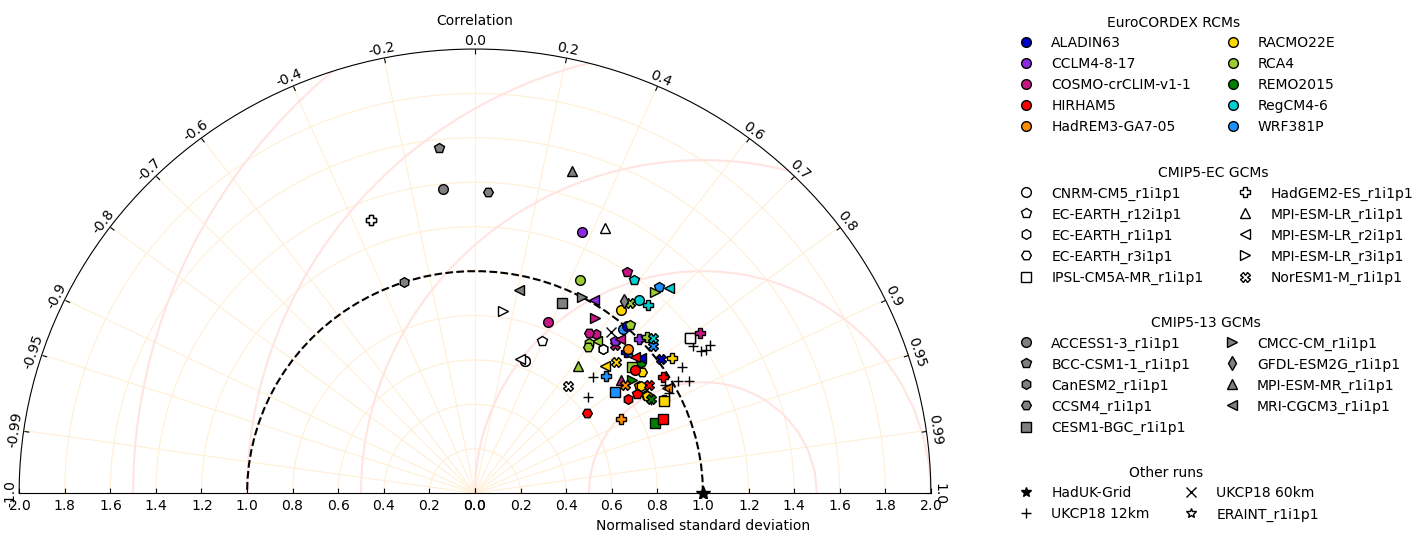 Correlation
0.0
-0.2
0.2
-0.4
0.4
-0.6
0.6
-0.7
0.7
-0.8
0.8
-0.9
0.9
-0.95
0.95
-0.99
0.99
-1.0
1.0
2.0 1.8 1.6 1.4 1.2 1.0 0.8 0.6 0.4 0.2 0.0 0.2 0.4 0.6 0.8 1.0 1.2 1.4 1.6 1.8 2.0
Normalised standard deviation
EuroCORDEX RCMs
ALADIN63 RACMO22E
CCLM4-8-17 RCA4
COSMO-crCLIM-v1-1 REMO2015
HIRHAM5 RegCM4-6
HadREM3-GA7-05 WRF381P
CMIP5-EC GCMs
CNRM-CM5_r1i1p1 HadGEM2-ES_r1i1p1
EC-EARTH_r12i1p1 MPI-ESM-LR_r1i1p1
EC-EARTH_r1i1p1 MPI-ESM-LR_r2i1p1
EC-EARTH_r3i1p1 MPI-ESM-LR_r3i1p1
IPSL-CM5A-MR_r1i1p1 NorESM1-M_r1i1p1
CMIP5-13 GCMs
ACCESS1-3_r1i1p1 CMCC-CM_r1i1p1
BCC-CSM1-1_r1i1p1 GFDL-ESM2G_r1i1p1
CanESM2_r1i1p1 MPI-ESM-MR_r1i1p1
CCSM4_r1i1p1 MRI-CGCM3_r1i1p1
CESM1-BGC_r1i1p1
Other runs
HadUK-Grid UKCP18 60km
UKCP18 12km ERAINT_r1i1p1